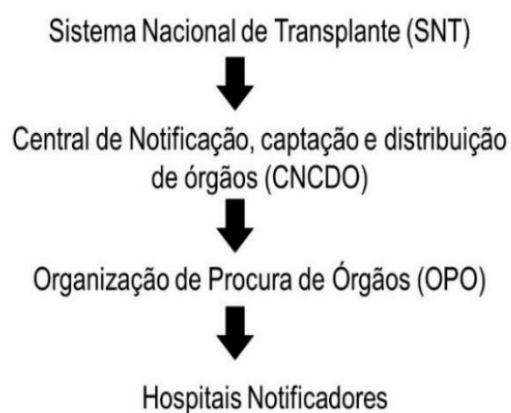 Sistema Nacional de Transplante (SNT)
Central de Notificação, captação e distribuição
de órgãos (CNCDO)
Organização de Procura de Órgãos (OPO)
Hospitais Notificadores